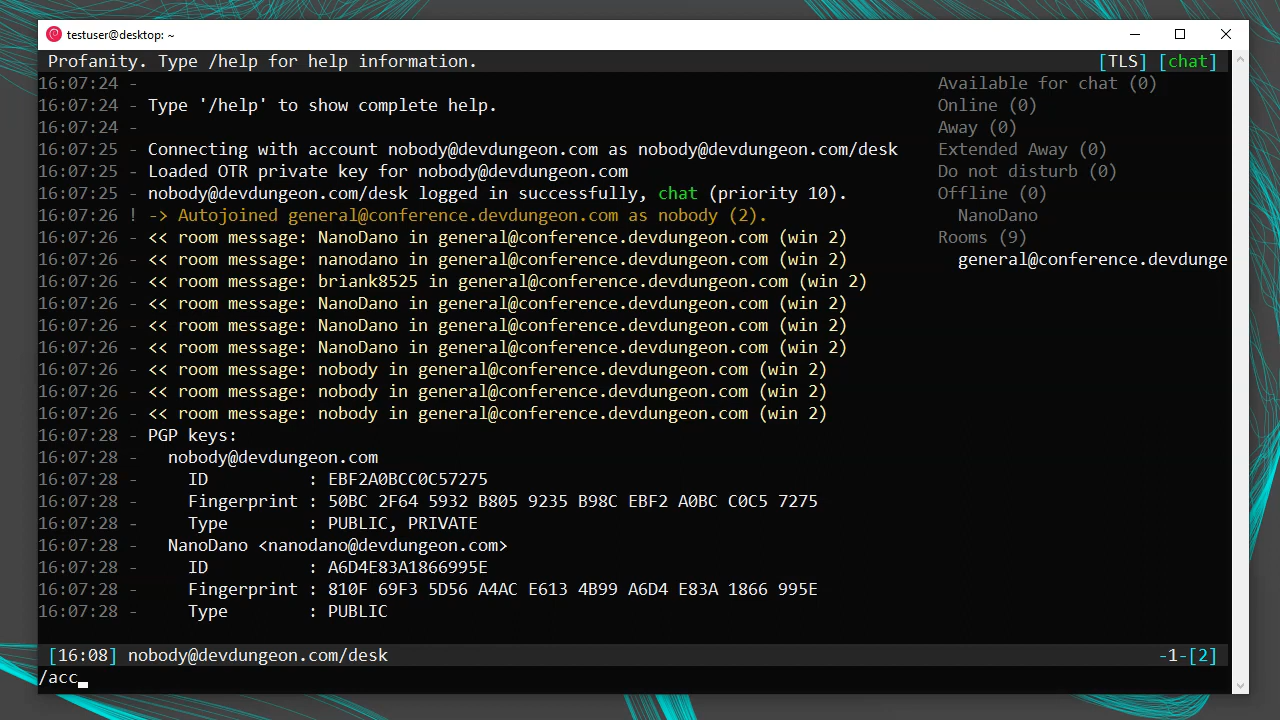 testuser@desktop: ~
Profanity. Type /help for help information. [TLS] [chat]
16:07:24 -
16:07:24 - Type '/help' to show complete help.
16:07:24 -
16:07:25 - Connecting with account nobody@devdungeon.com as nobody@devdungeon.com/desk
16:07:25 - Loaded OTR private key for nobody@devdungeon.com
16:07:25 - nobody@devdungeon.com/desk logged in successfully, chat (priority 10).
16:07:26 ! -> Autojoined general@conference.devdungeon.com as nobody (2).
16:07:26 - << room message: NanoDano in general@conference.devdungeon.com (win 2)
16:07:26 - << room message: nanodano in general@conference.devdungeon.com (win 2)
16:07:26 - << room message: briank8525 in general@conference.devdungeon.com (win 2)
16:07:26 - << room message: NanoDano in general@conference.devdungeon.com (win 2)
16:07:26 - << room message: NanoDano in general@conference.devdungeon.com (win 2)
16:07:26 - << room message: NanoDano in general@conference.devdungeon.com (win 2)
16:07:26 - << room message: nobody in general@conference.devdungeon.com (win 2)
16:07:26 - << room message: nobody in general@conference.devdungeon.com (win 2)
16:07:26 - << room message: nobody in general@conference.devdungeon.com (win 2)
16:07:28 - PGP keys:
16:07:28 - nobody@devdungeon.com
16:07:28 - ID : EBF2A0BCC0C57275
16:07:28 - Fingerprint : 50BC 2F64 5932 B805 9235 B98C EBF2 A0BC C0C5 7275
16:07:28 - Type : PUBLIC, PRIVATE
16:07:28 - NanoDano <nanodano@devdungeon.com>
16:07:28 - ID : A6D4E83A1866995E
16:07:28 - Fingerprint : 810F 69F3 5D56 A4AC E613 4B99 A6D4 E83A 1866 995E
16:07:28 - Type : PUBLIC
Available for chat (0)
Online (0)
Away (0)
Extended Away (0)
Do not disturb (0)
Offline (0)
NanoDano
Rooms (9)
general@conference.devdunge
[16:08] nobody@devdungeon.com/desk -1-[2]
/acc